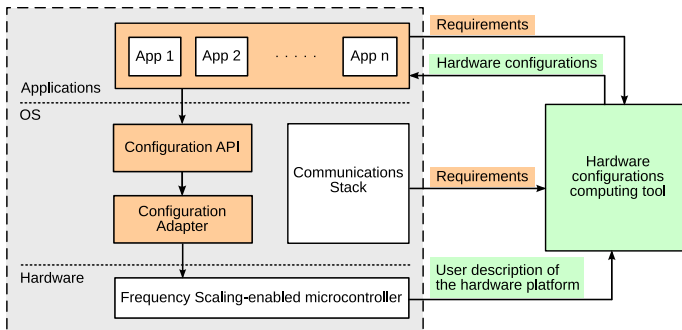 App 1
App 2
. . . . .
App n
Applications
OS
Configuration API
Configuration
Adapter
Communications
Stack
Hardware
Frequency Scaling-enabled microcontroller
Requirements
Hardware configurations
Requirements
User description of
the hardware platform
Hardware
configurations
computing tool